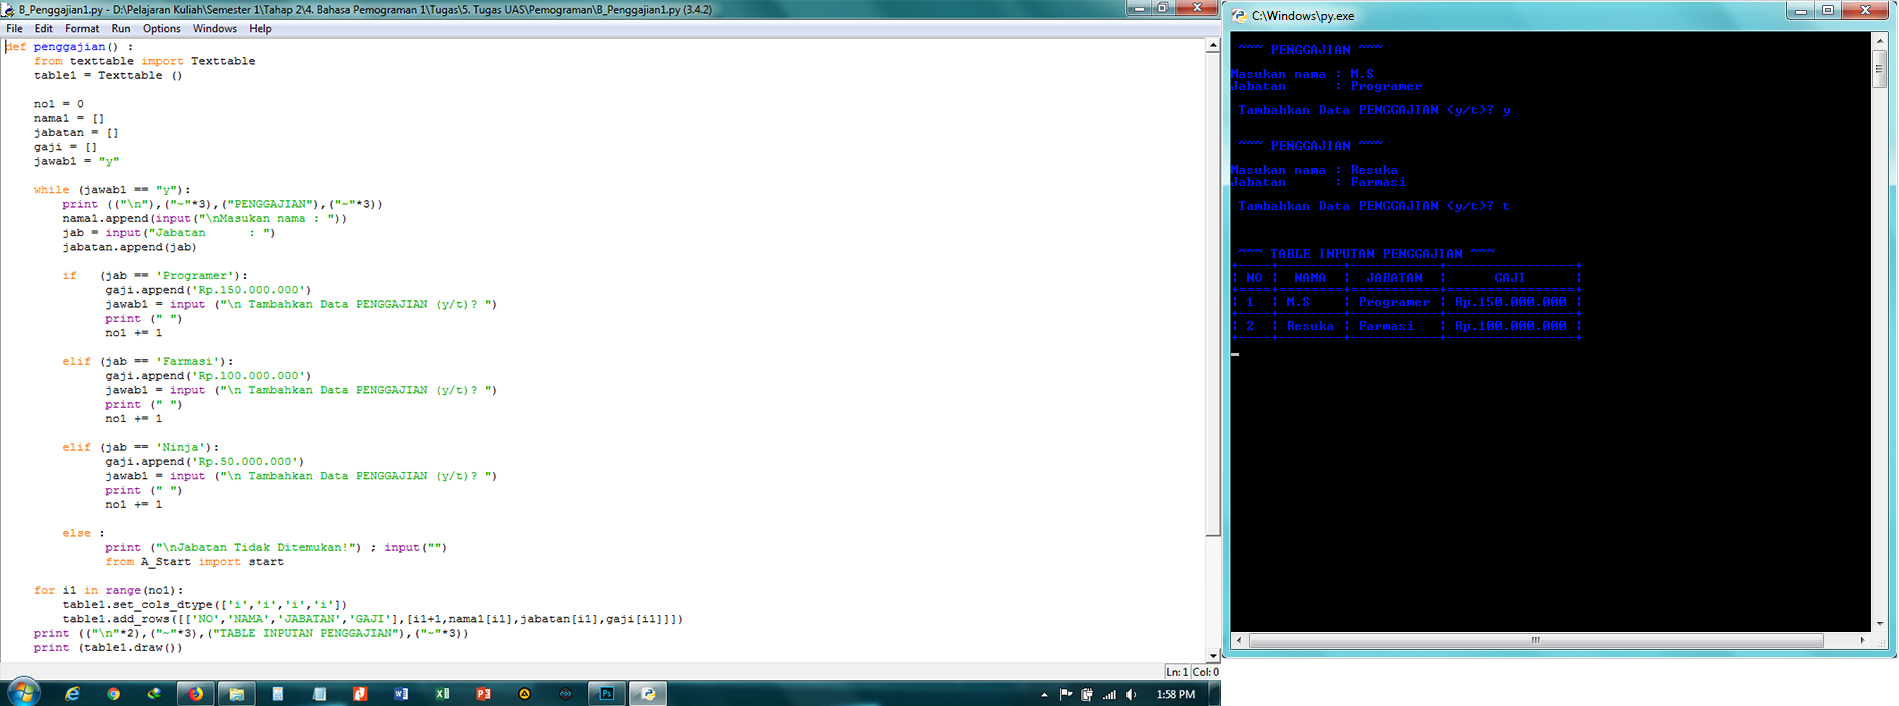 B_Penggajian1.py - D:\Pelajaran Kuliah\Semester 1\Tahap 2\4. Bahasa Pemograman 1\Tugas\5. Tugas UAS\Pemograman\B_Penggajian1.py (3.4.2)
File Edit Format Run Options Windows Help
def penggajian() :
    from texttable import Texttable
    table1 = Texttable ()
    no1 = 0
    nama1 = []
    jabatan = []
    gaji = []
    jawab1 = "y"
    while (jawab1 == "y"):
        print (("\n"),("~"*3),("PENGGAJIAN"),("~"*3))
        nama1.append(input("\nMasukan nama : "))
        jab = input("Jabatan      : ")
        jabatan.append(jab)
        if   (jab == 'Programer'):
              gaji.append('Rp.150.000.000')
              jawab1 = input ("\n Tambahkan Data PENGGAJIAN (y/t)? ")
              print (" ")
              no1 += 1
        elif (jab == 'Farmasi'):
              gaji.append('Rp.100.000.000')
              jawab1 = input ("\n Tambahkan Data PENGGAJIAN (y/t)? ")
              print (" ")
              no1 += 1
        elif (jab == 'Ninja'):
              gaji.append('Rp.50.000.000')
              jawab1 = input ("\n Tambahkan Data PENGGAJIAN (y/t)? ")
              print (" ")
              no1 += 1
        else :
              print ("\nJabatan Tidak Ditemukan!") ; input("")
              from A_Start import start
    for i1 in range(no1):
        table1.set_cols_dtype(['i','i','i','i'])
        table1.add_rows([['NO','NAMA','JABATAN','GAJI'],[i1+1,nama1[i1],jabatan[i1],gaji[i1]]])
    print (("\n"*2),("~"*3),("TABLE INPUTAN PENGGAJIAN"),("~"*3))
    print (table1.draw())
Ln: 1 Col: 0
1:58 PM
C:\Windows\py.exe
~~~ PENGGAJIAN ~~~
Masukan nama : M.S
Jabatan      : Programer
Tambahkan Data PENGGAJIAN (y/t)? y
~~~ PENGGAJIAN ~~~
Masukan nama : Resuka
Jabatan      : Farmasi
Tambahkan Data PENGGAJIAN (y/t)? t
~~~ TABLE INPUTAN PENGGAJIAN ~~~
+----+--------+-----------+----------------+
| NO |  NAMA  |  JABATAN  |      GAJI      |
+====+========+===========+================+
| 1  | M.S    | Programer | Rp.150.000.000 |
+----+--------+-----------+----------------+
| 2  | Resuka | Farmasi   | Rp.100.000.000 |
+----+--------+-----------+----------------+